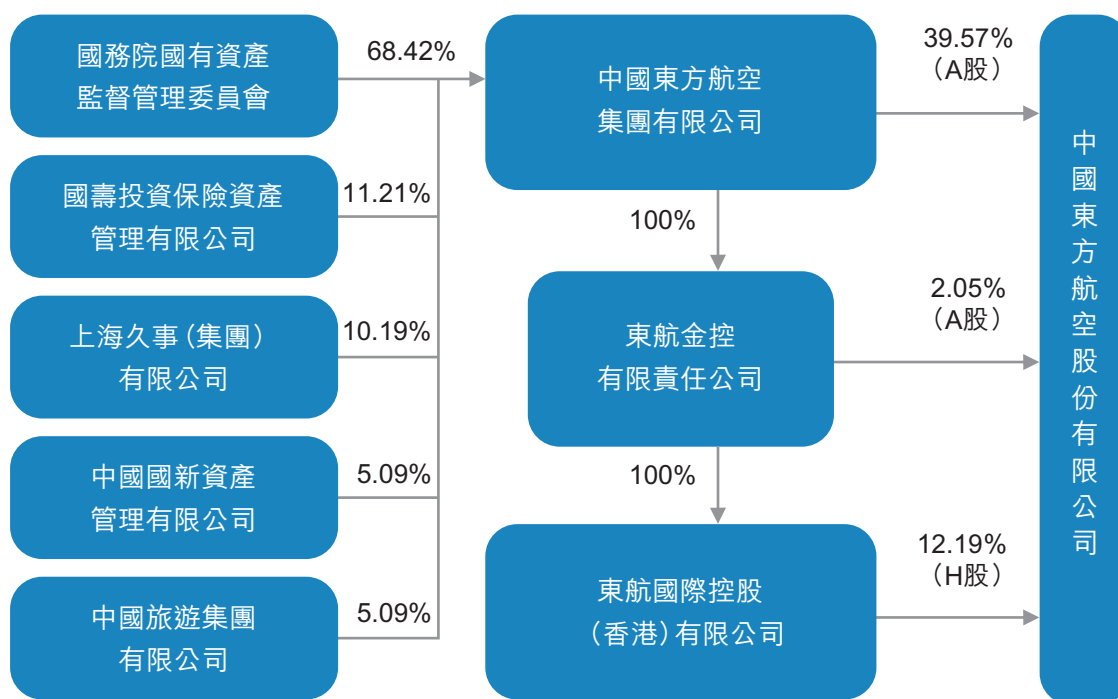 國務院國有資產
監督管理委員會
68.42%
國壽投資保險資產
管理有限公司
11.21%
上海久事（集團）
有限公司
10.19%
中國國新資產
管理有限公司
5.09%
中國旅遊集團
有限公司
5.09%
中國東方航空
集團有限公司
39.57%
（A股）
100%
東航金控
有限責任公司
2.05%
（A股）
100%
東航國際控股
（香港）有限公司
12.19%
（H股）
中國東方航空股份有限公司